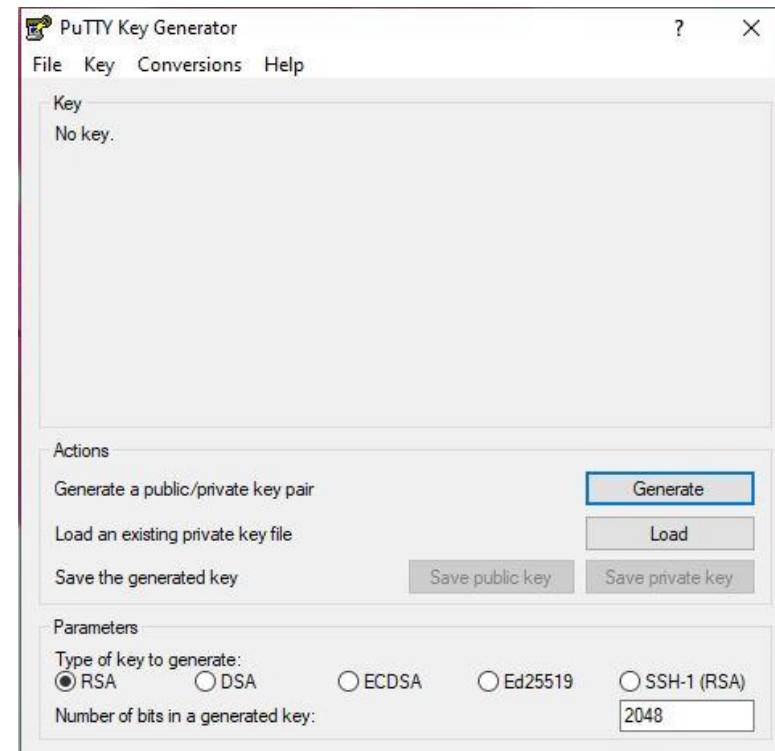 PuTTY Key Generator ?
File Key Conversions Help
Key
No key.
Actions
Generate a public/private key pair Generate
Load an existing private key file Load
Save the generated key Save public key Save private key
Parameters
Type of key to generate:
RSA DSA ECDSA Ed25519 SSH-1 (RSA)
Number of bits in a generated key: 2048